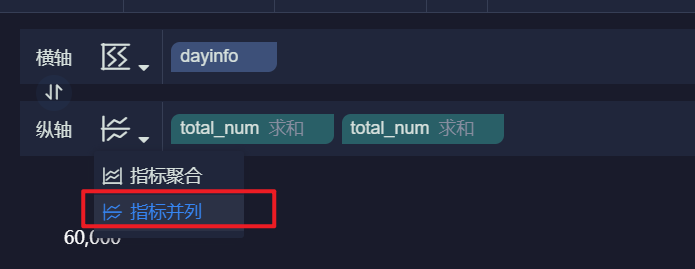 横轴 dayinfo
纵轴 total_num 求和 total_num 求和
指标聚合
指标并列
60,000